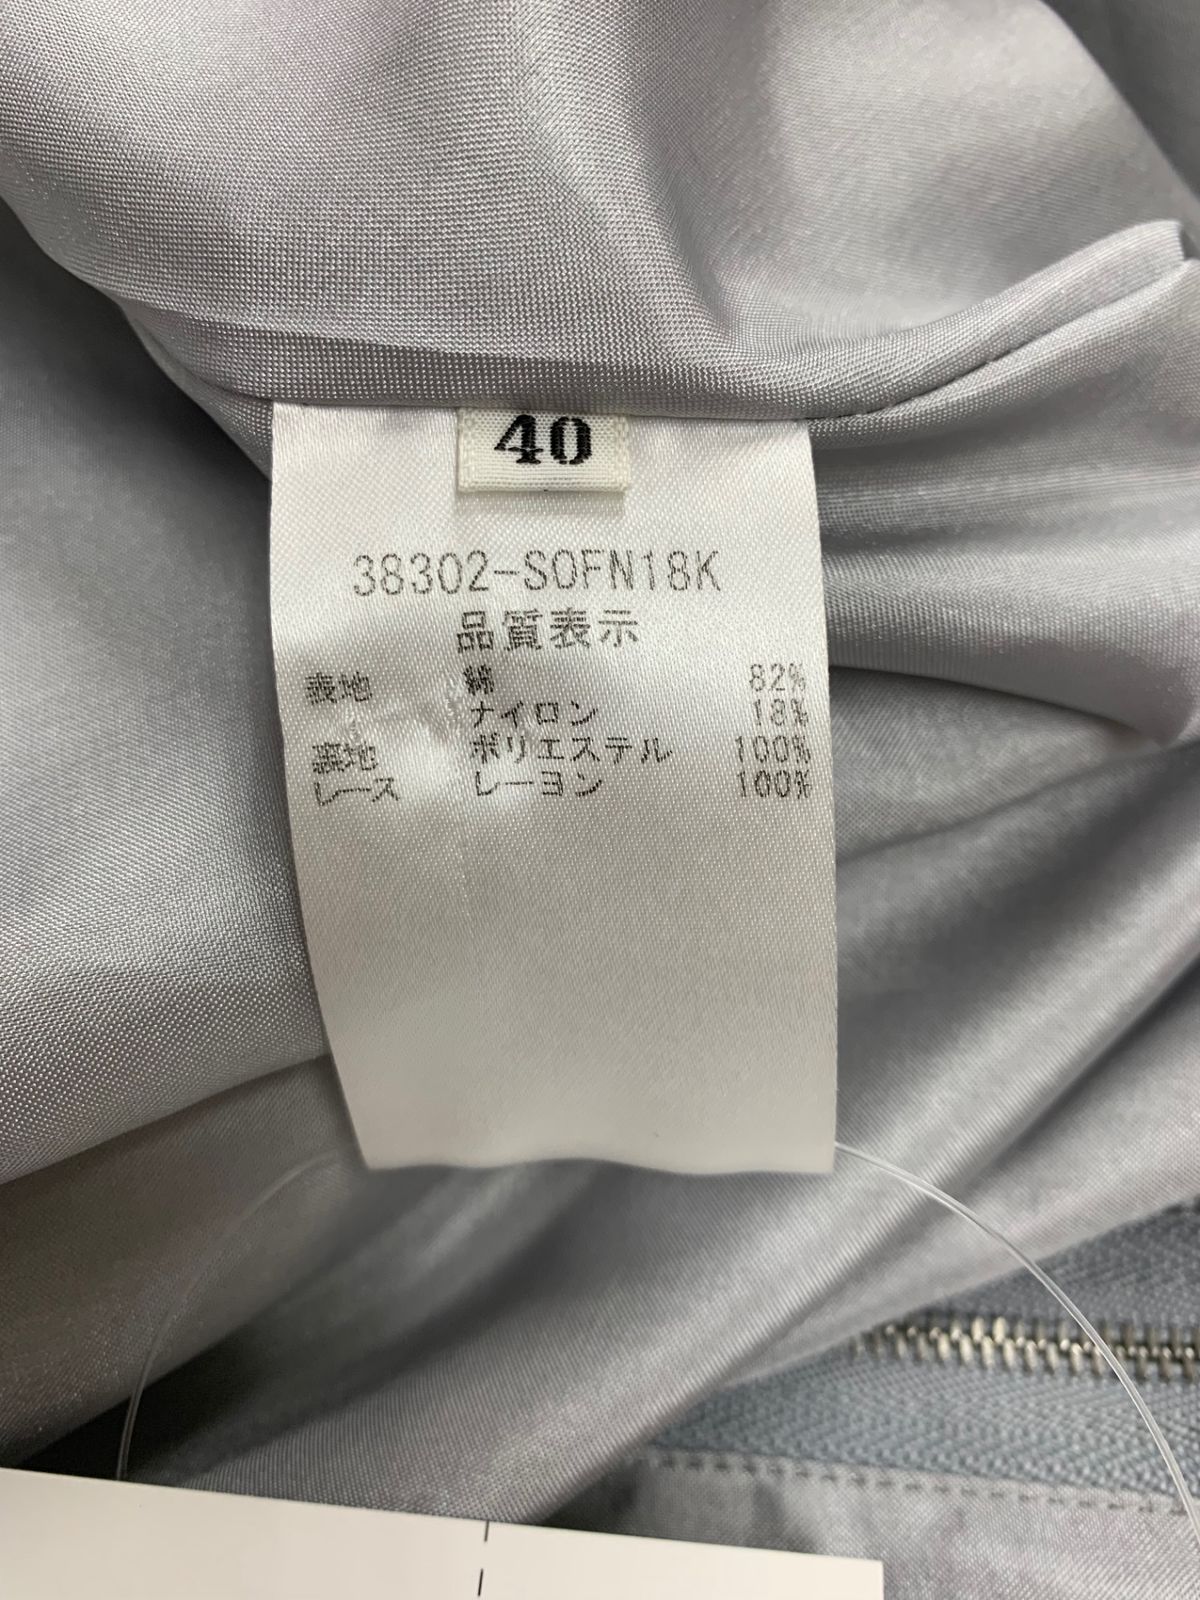 40
38302-SOFN18K
品質表示
表地 綿 82%
ナイロン 18%
裏地 ポリエステル 100%
レース レーヨン 100%